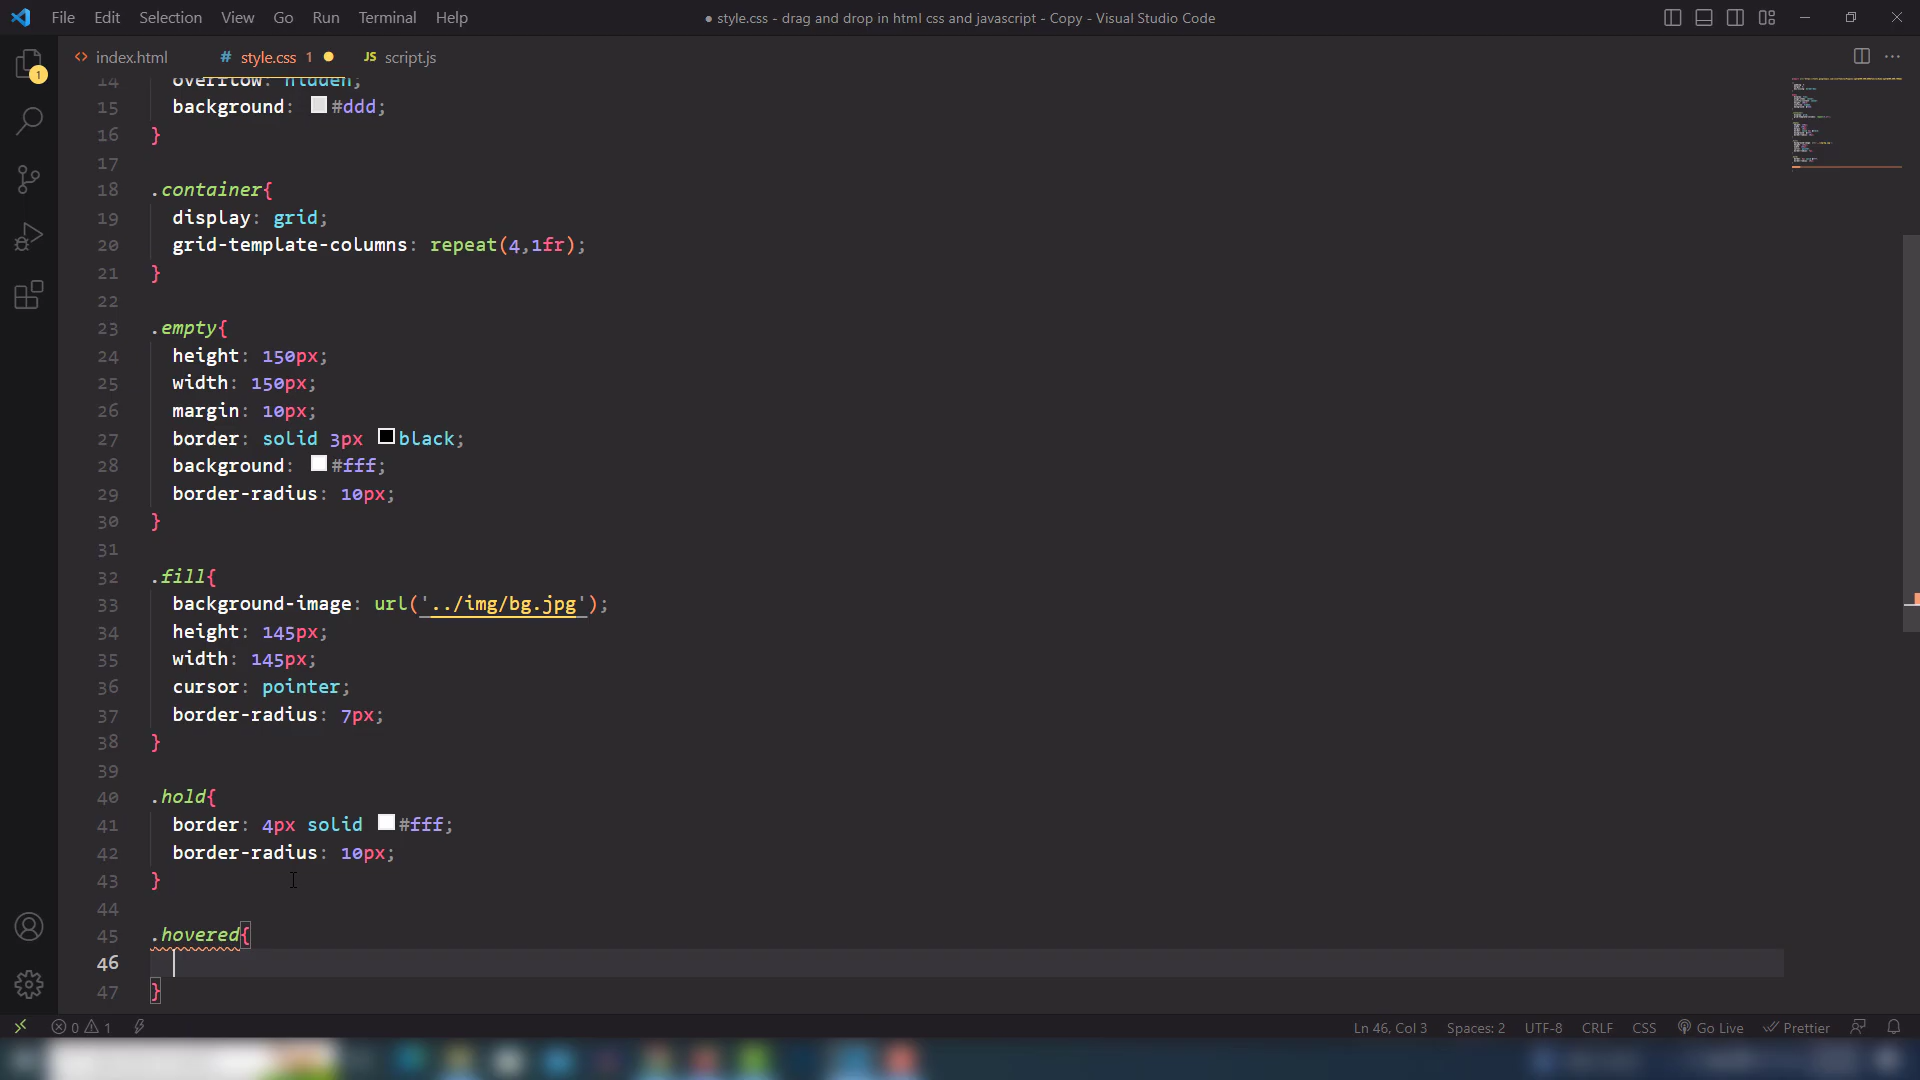 File Edit Selection View Go Run Terminal Help
● style.css - drag and drop in html css and javascript - Copy - Visual Studio Code
<> index.html # style.css 1 ● JS script.js
1
14 overflow: hidden;
15 background: #ddd;
16 }
17
18 .container{
19 display: grid;
20 grid-template-columns: repeat(4,1fr);
21 }
22
23 .empty{
24 height: 150px;
25 width: 150px;
26 margin: 10px;
27 border: solid 3px black;
28 background: #fff;
29 border-radius: 10px;
30 }
31
32 .fill{
33 background-image: url('../img/bg.jpg');
34 height: 145px;
35 width: 145px;
36 cursor: pointer;
37 border-radius: 7px;
38 }
39
40 .hold{
41 border: 4px solid #fff;
42 border-radius: 10px;
43 }
44
45 .hovered{
46
47 }
0 1 Ln 46, Col 3 Spaces: 2 UTF-8 CRLF CSS Go Live Prettier